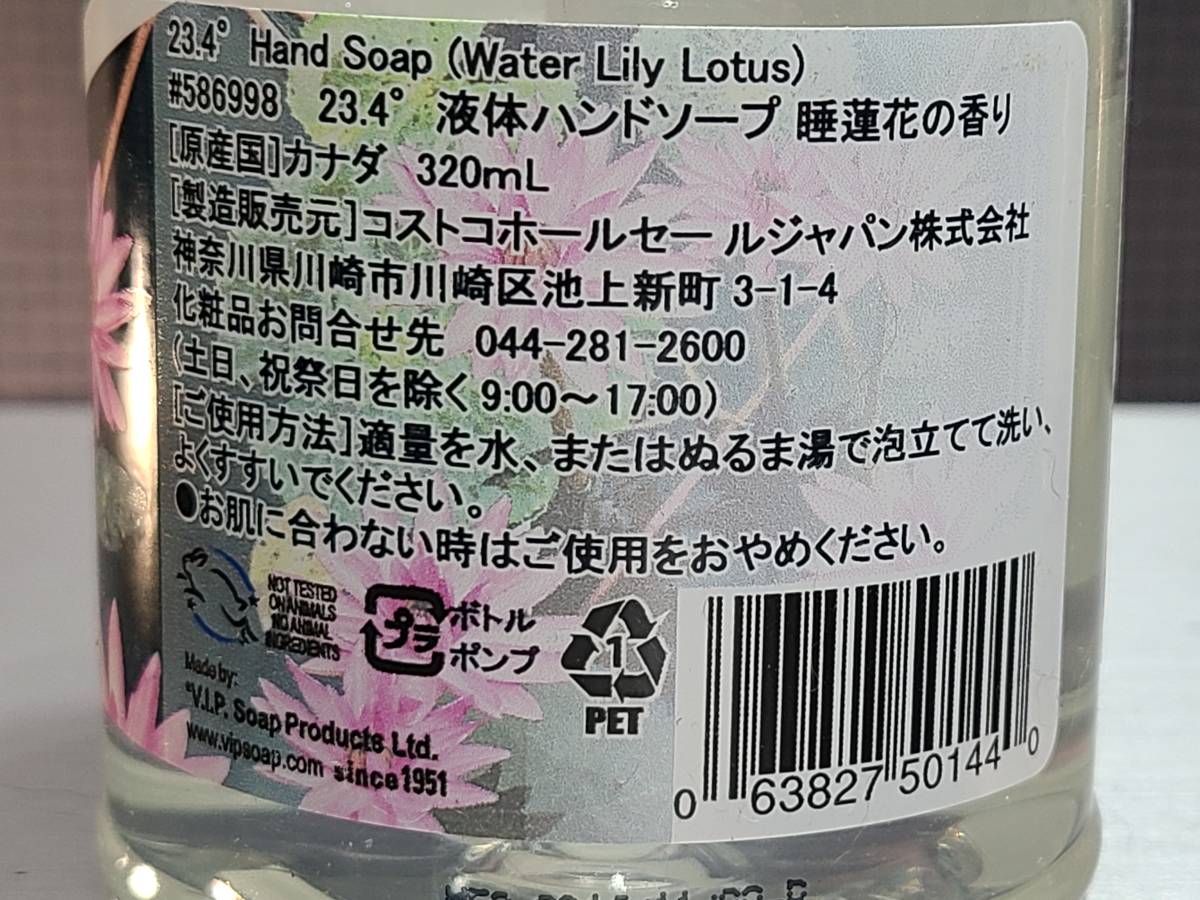 23.4° Hand Soap (Water Lily Lotus)
#586998 23.4° 液体ハンドソープ 睡蓮花の香り
[原産国]カナダ 320mL
[製造販売元]コストコホールセールジャパン株式会社
神奈川県川崎市川崎区池上新町 3-1-4
化粧品お問合せ先 044-281-2600
(土日、祝祭日を除く 9:00～17:00)
[ご使用方法]適量を水、またはぬるま湯で泡立てて洗い、
よくすすいでください。
●お肌に合わない時はご使用をおやめください。
NOT TESTED
ON ANIMALS
NO ANIMAL
INGREDIENTS
プラ
ボトル
ポンプ
1
PET
Made by:
V.I.P. Soap Products Ltd.
www.vipsoap.com since 1951
0 63827 50144 0